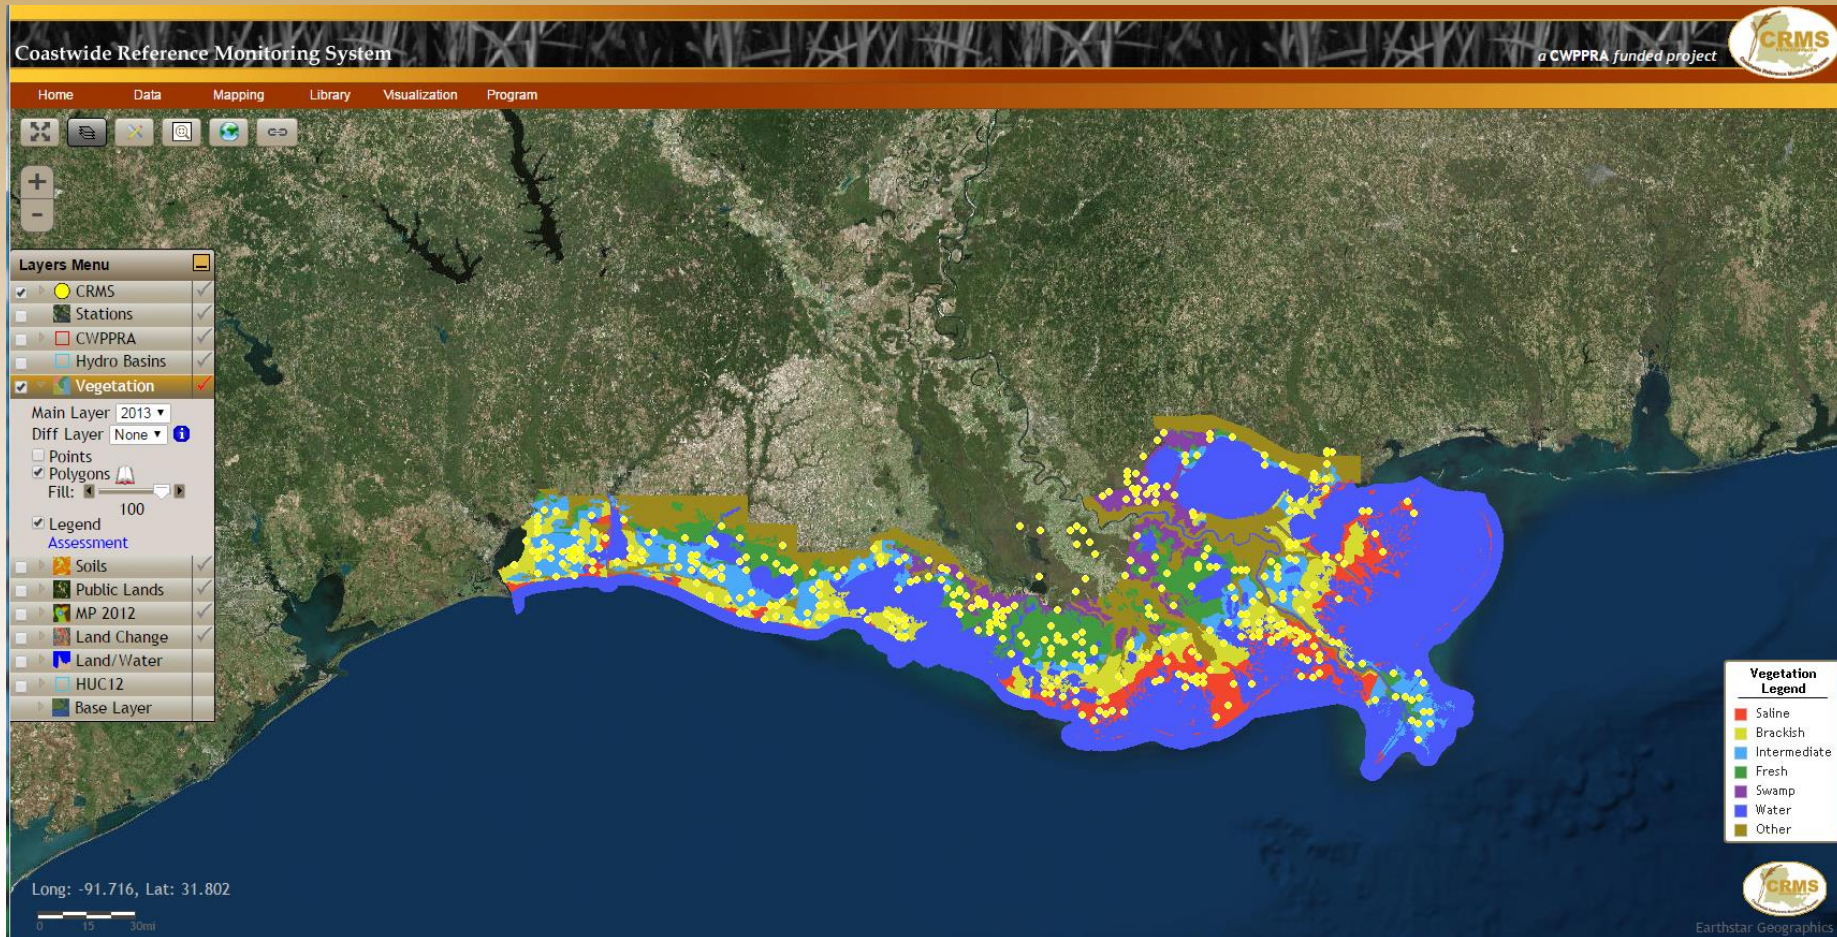 Coastwide Reference Monitoring System
a CWPPRA funded project
CRMS
Home Data Mapping Library Visualization Program
Layers Menu
CRMS
Stations
CWPPRA
Hydro Basins
Vegetation
Main Layer 2013
Diff Layer None
Points
Polygons
Fill:
100
Legend
Assessment
Soils
Public Lands
MP 2012
Land Change
Land/Water
HUC12
Base Layer
Vegetation
Legend
Saline
Brackish
Intermediate
Fresh
Swamp
Water
Other
Long: -91.716, Lat: 31.802
0 15 30mi
CRMS
Earthstar Geographics